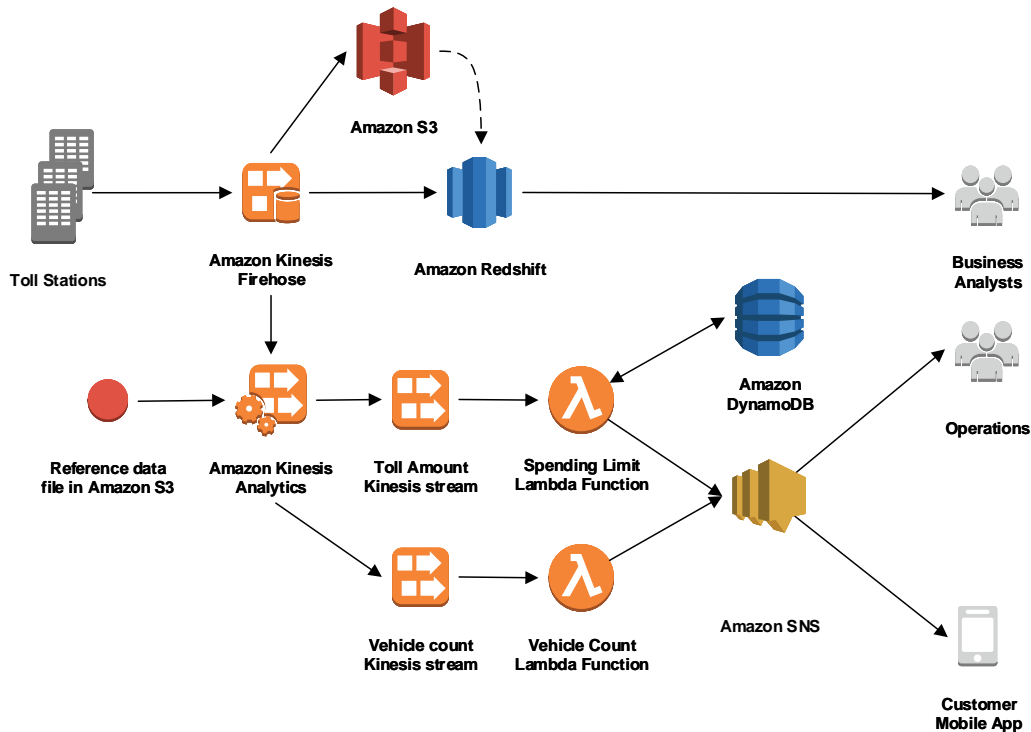 Amazon S3
Toll Stations
Amazon Kinesis
Firehose
Amazon Redshift
Business
Analysts
Amazon
DynamoDB
Operations
Reference data
file in Amazon S3
Amazon Kinesis
Analytics
Toll Amount
Kinesis stream
Spending Limit
Lambda Function
Amazon SNS
Vehicle count
Kinesis stream
Vehicle Count
Lambda Function
Customer
Mobile App